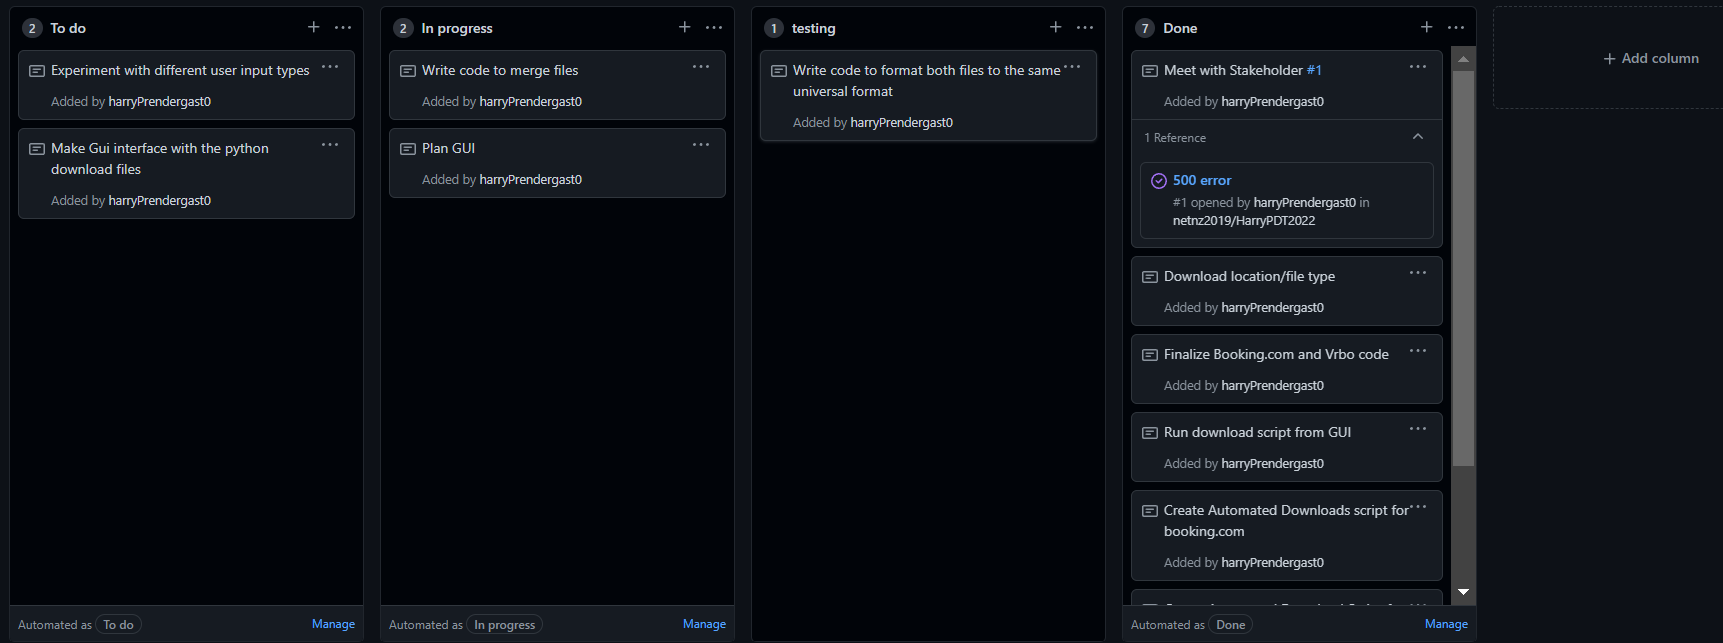 2 To do
Experiment with different user input types
Added by harryPrendergast0
Make Gui interface with the python
download files
Added by harryPrendergast0
Automated as To do Manage
2 In progress
Write code to merge files
Added by harryPrendergast0
Plan GUI
Added by harryPrendergast0
Automated as In progress Manage
1 testing
Write code to format both files to the same
universal format
Added by harryPrendergast0
7 Done
Meet with Stakeholder #1
Added by harryPrendergast0
1 Reference
500 error
#1 opened by harryPrendergast0 in
netnz2019/HarryPDT2022
Download location/file type
Added by harryPrendergast0
Finalize Booking.com and Vrbo code
Added by harryPrendergast0
Run download script from GUI
Added by harryPrendergast0
Create Automated Downloads script for
booking.com
Added by harryPrendergast0
Automated as Done Manage
+ Add column